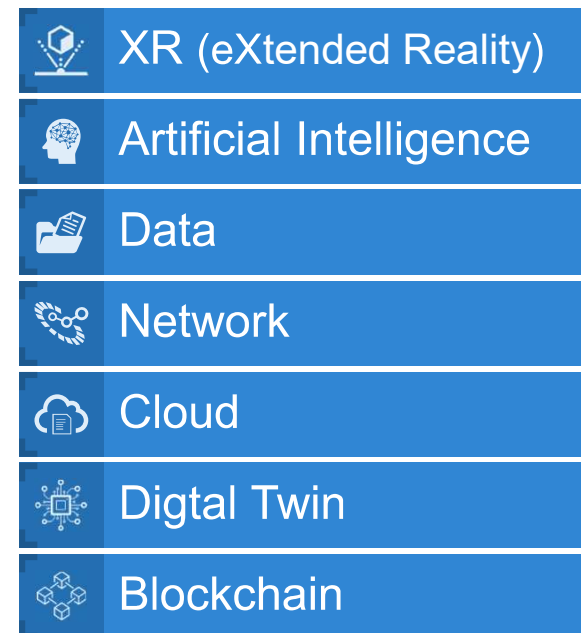 XR (eXtended Reality)
Artificial Intelligence
Data
Network
Cloud
Digtal Twin
Blockchain